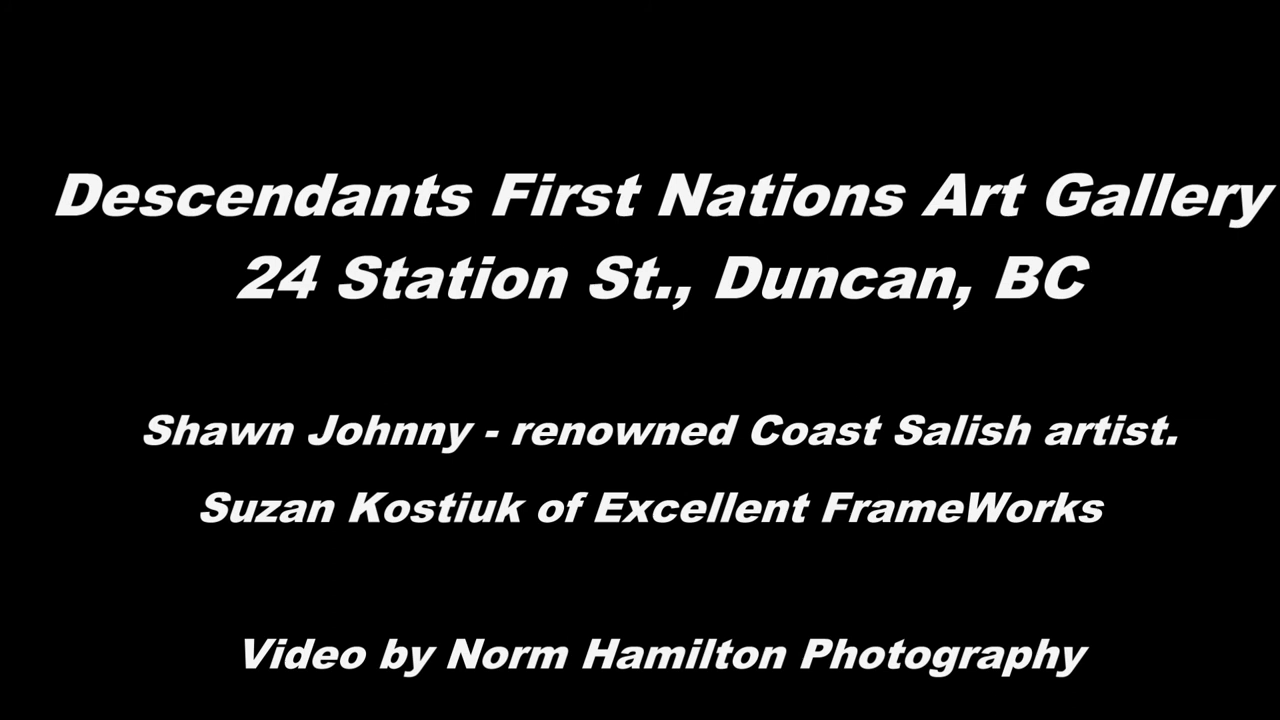 Descendants First Nations Art Gallery
24 Station St., Duncan, BC
Shawn Johnny - renowned Coast Salish artist.
Suzan Kostiuk of Excellent FrameWorks
Video by Norm Hamilton Photography